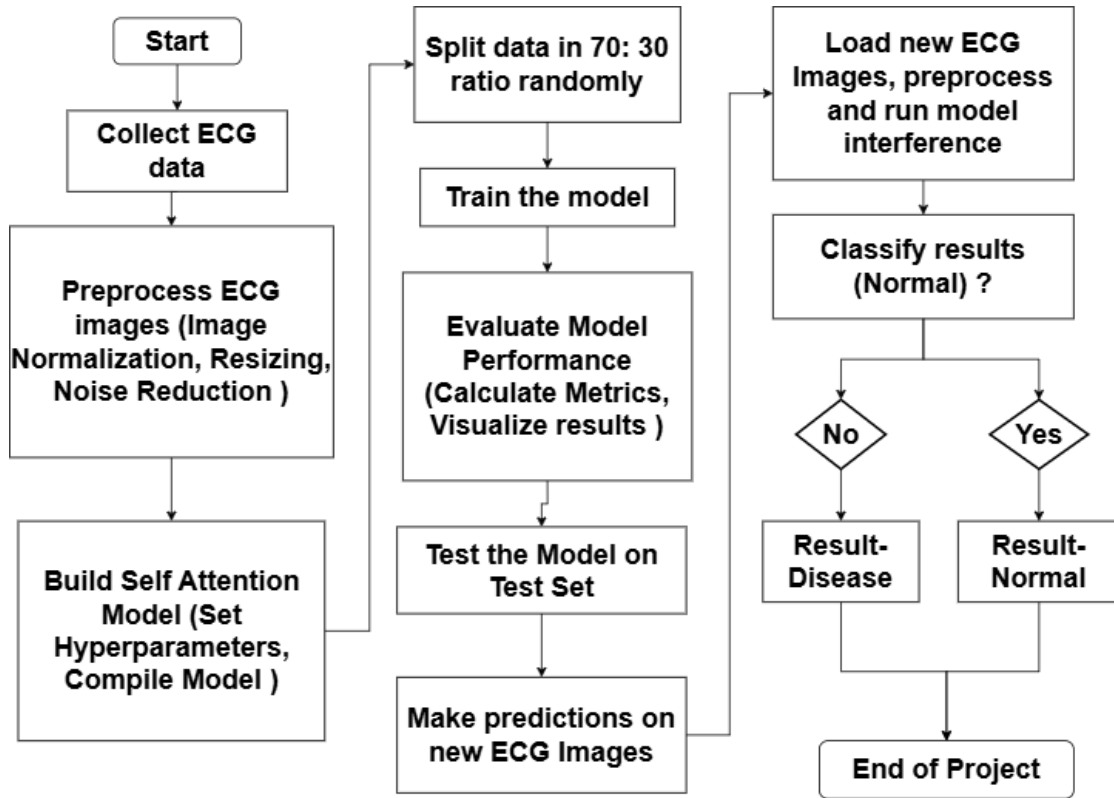 Start
Collect ECG
data
Preprocess ECG
images (Image
Normalization, Resizing,
Noise Reduction )
Build Self Attention
Model (Set
Hyperparameters,
Compile Model )
Split data in 70: 30
ratio randomly
Train the model
Evaluate Model
Performance
(Calculate Metrics,
Visualize results )
Test the Model on
Test Set
Make predictions on
new ECG Images
Load new ECG
Images, preprocess
and run model
interference
Classify results
(Normal) ?
No
Yes
Result-
Disease
Result-
Normal
End of Project